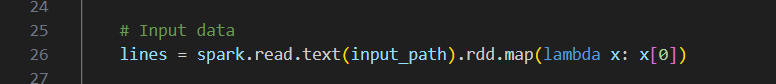 24
25 # Input data
26 lines = spark.read.text(input_path).rdd.map(lambda x: x[0])
27